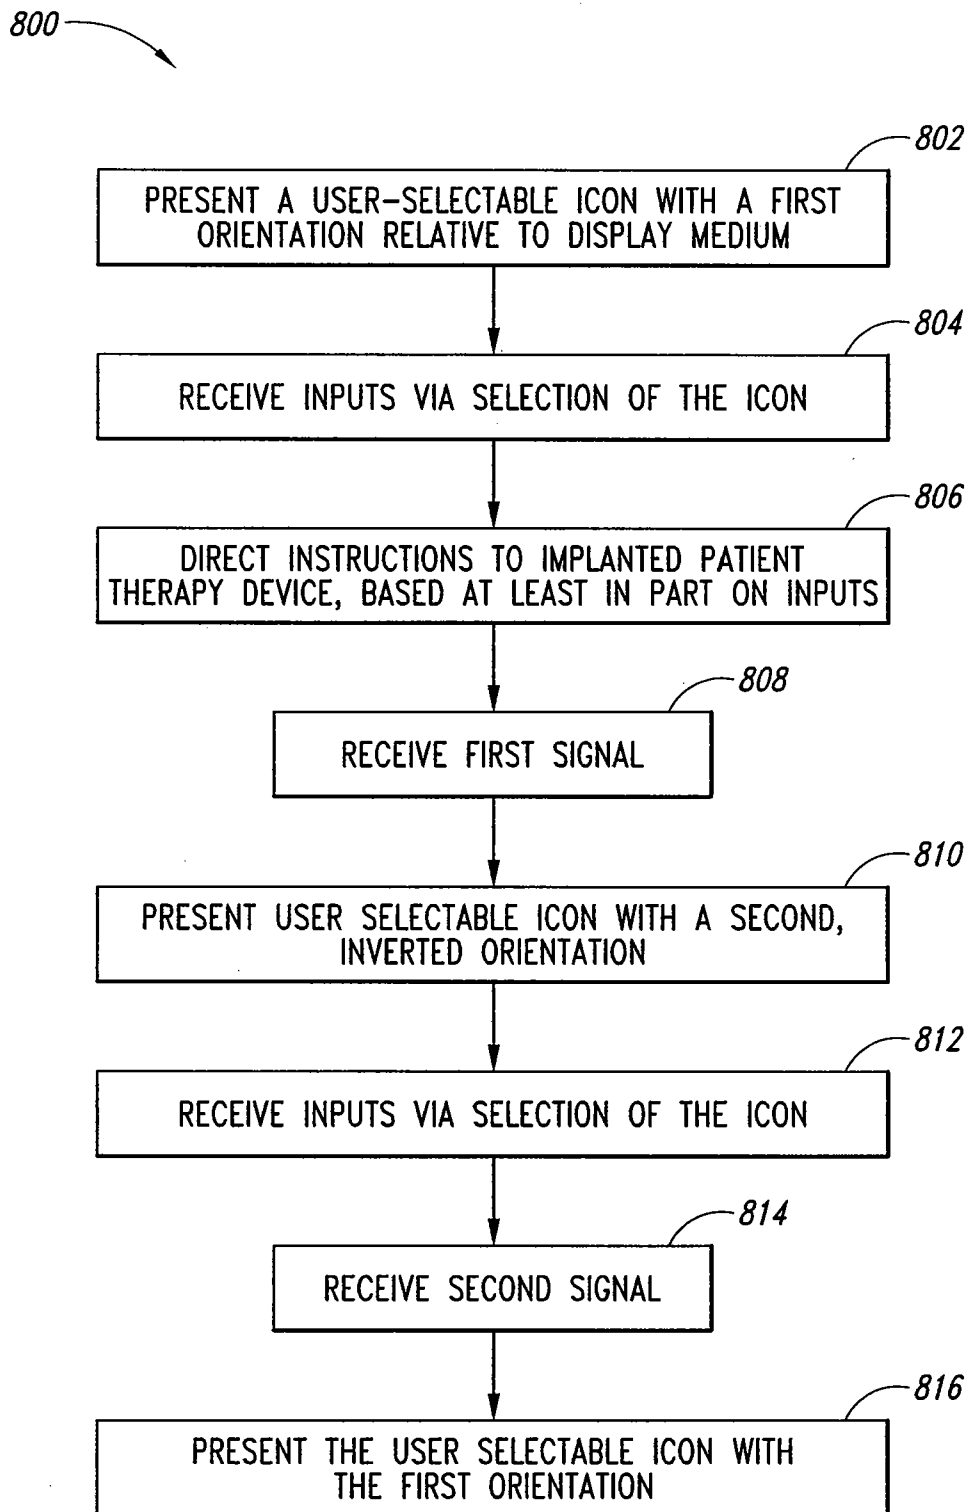 800
802
PRESENT A USER-SELECTABLE ICON WITH A FIRST
ORIENTATION RELATIVE TO DISPLAY MEDIUM
804
RECEIVE INPUTS VIA SELECTION OF THE ICON
806
DIRECT INSTRUCTIONS TO IMPLANTED PATIENT
THERAPY DEVICE, BASED AT LEAST IN PART ON INPUTS
808
RECEIVE FIRST SIGNAL
810
PRESENT USER SELECTABLE ICON WITH A SECOND,
INVERTED ORIENTATION
812
RECEIVE INPUTS VIA SELECTION OF THE ICON
814
RECEIVE SECOND SIGNAL
816
PRESENT THE USER SELECTABLE ICON WITH
THE FIRST ORIENTATION